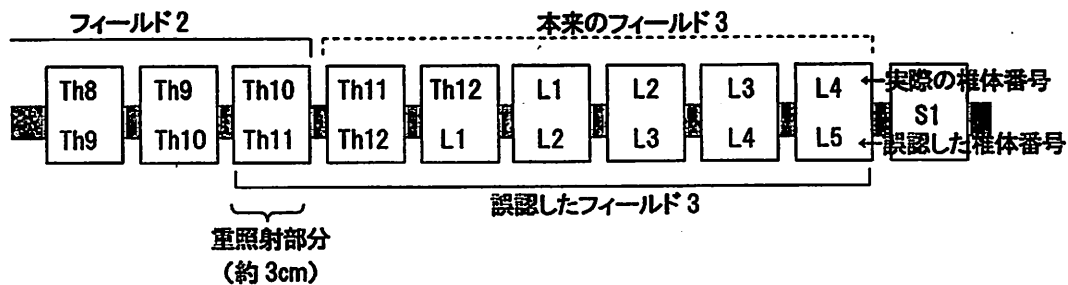 フィールド2
本来のフィールド3
Th8 Th9 Th10 Th11 Th12 L1 L2 L3 L4 ←実際の椎体番号
S1
Th9 Th10 Th11 Th12 L1 L2 L3 L4 L5 ←誤認した椎体番号
誤認したフィールド3
重照射部分
(約3cm)